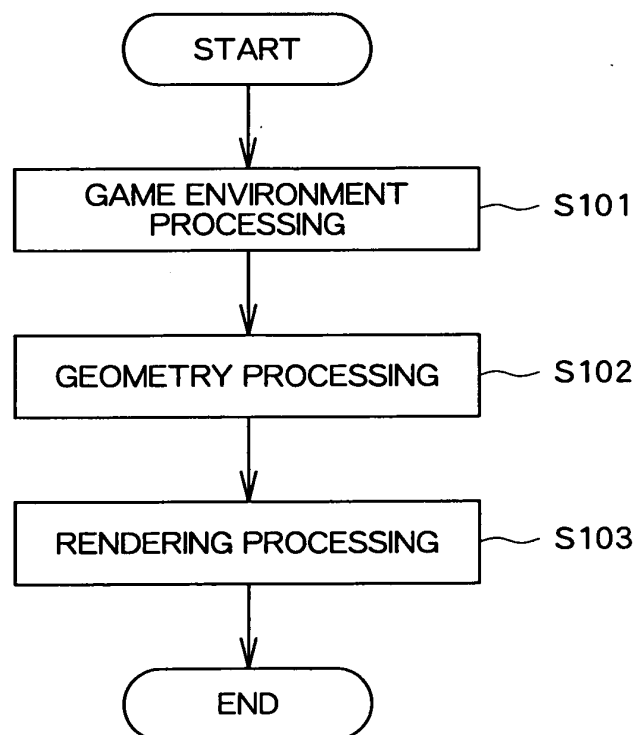 START
GAME ENVIRONMENT
PROCESSING
S101
GEOMETRY PROCESSING
S102
RENDERING PROCESSING
S103
END